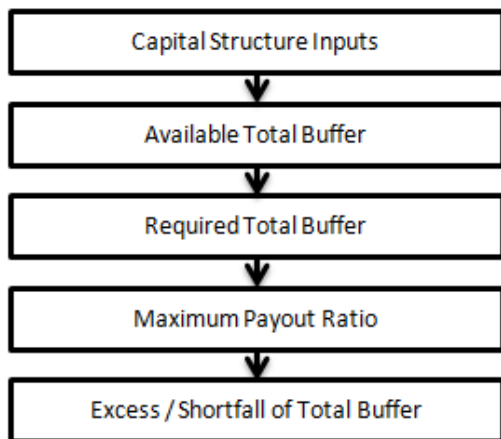 Capital Structure Inputs
Available Total Buffer
Required Total Buffer
Maximum Payout Ratio
Excess / Shortfall of Total Buffer